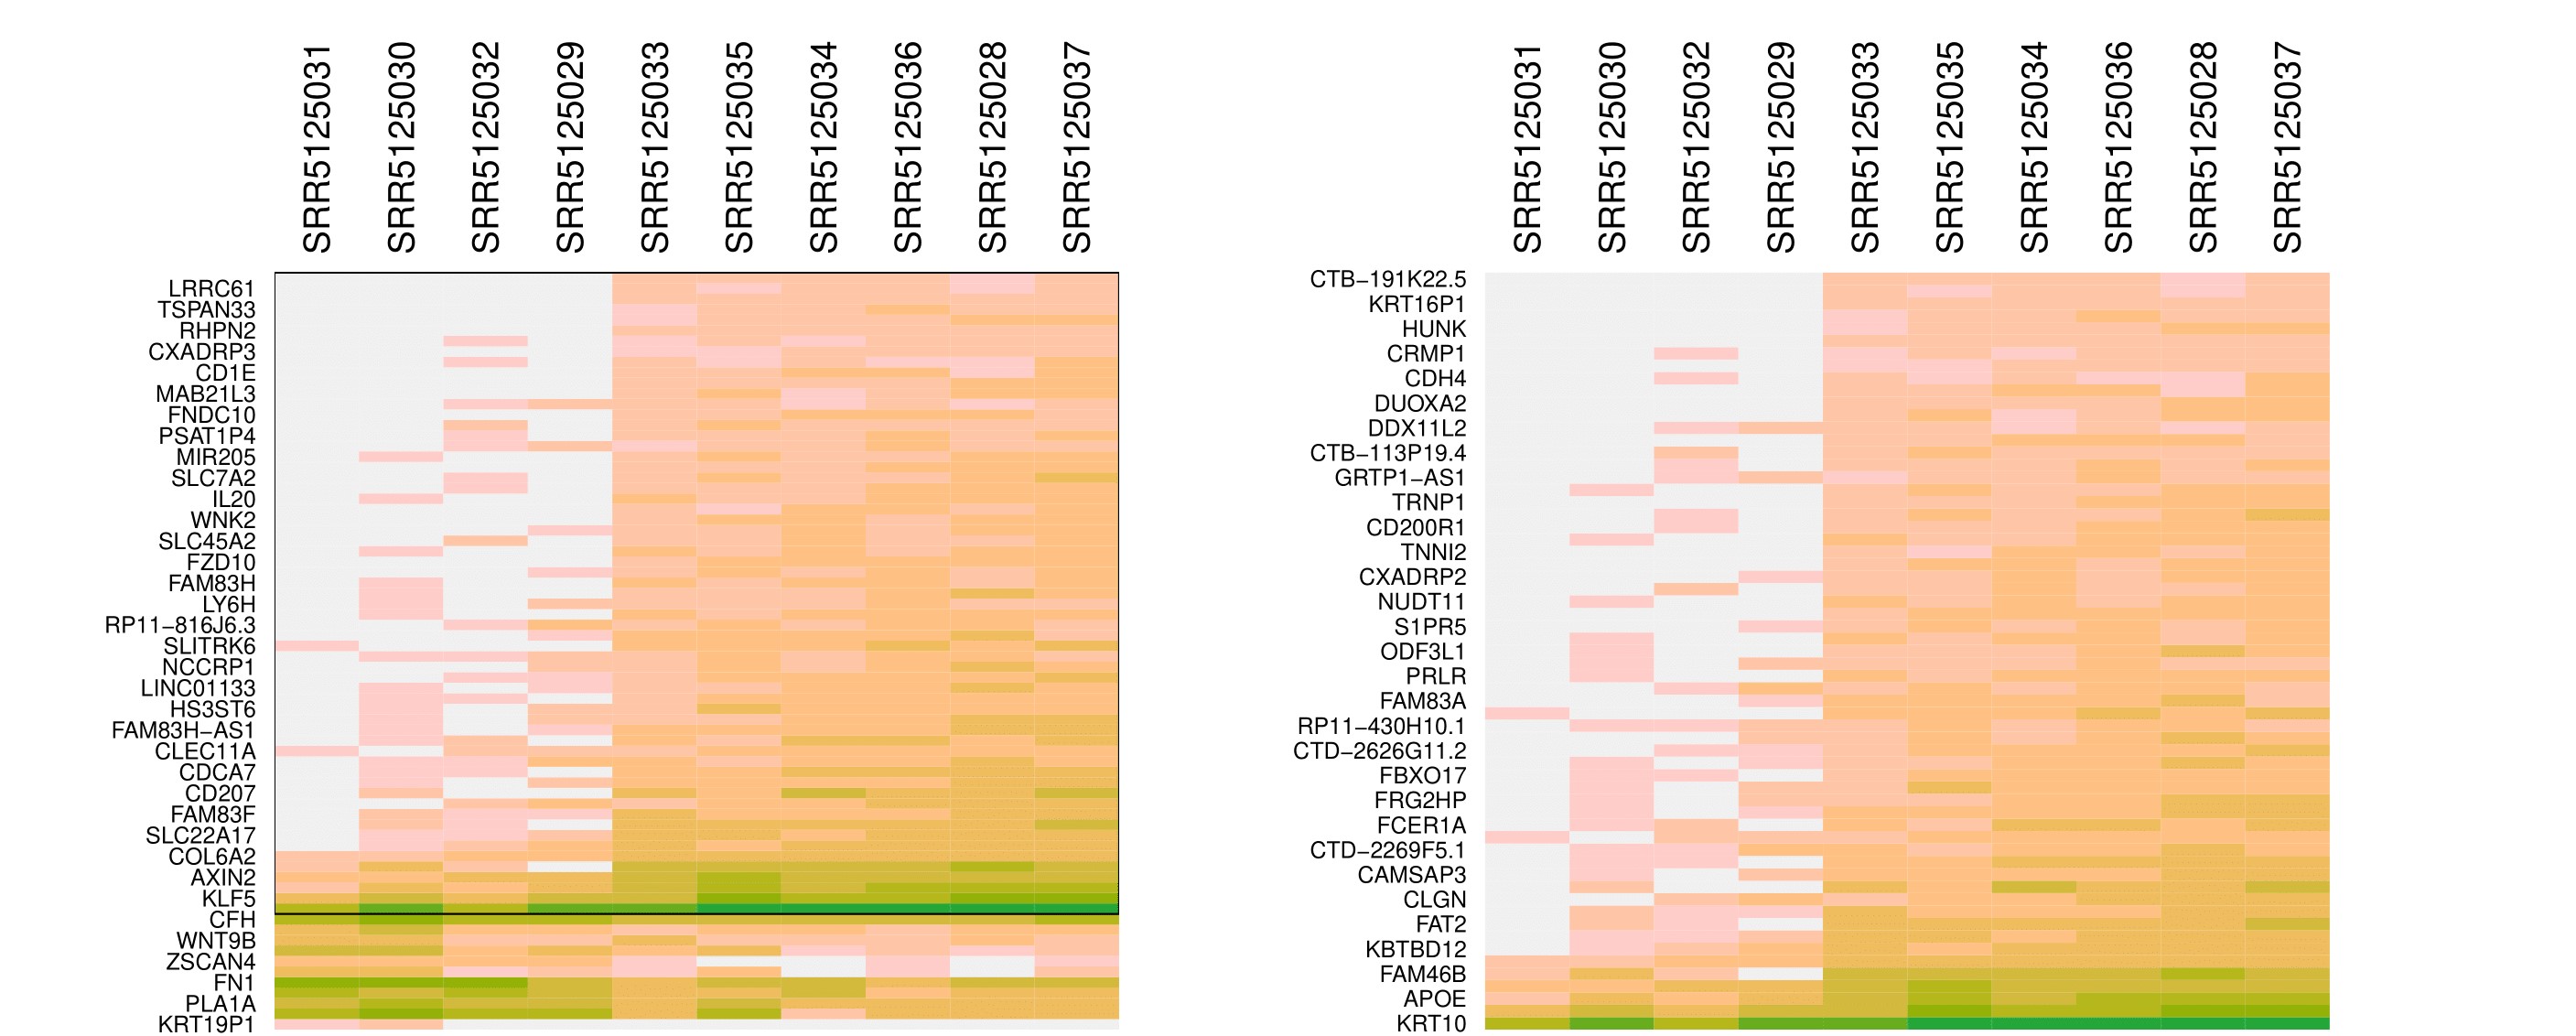 SRR5125031
SRR5125030
SRR5125032
SRR5125029
SRR5125033
SRR5125035
SRR5125034
SRR5125036
SRR5125028
SRR5125037
LRRC61
TSPAN33
RHPN2
CXADRP3
CD1E
MAB21L3
FNDC10
PSAT1P4
MIR205
SLC7A2
IL20
WNK2
SLC45A2
FZD10
FAM83H
LY6H
RP11−816J6.3
SLITRK6
NCCRP1
LINC01133
HS3ST6
FAM83H−AS1
CLEC11A
CDCA7
CD207
FAM83F
SLC22A17
COL6A2
AXIN2
KLF5
CFH
WNT9B
ZSCAN4
FN1
PLA1A
KRT19P1
SRR5125031
SRR5125030
SRR5125032
SRR5125029
SRR5125033
SRR5125035
SRR5125034
SRR5125036
SRR5125028
SRR5125037
CTB−191K22.5
KRT16P1
HUNK
CRMP1
CDH4
DUOXA2
DDX11L2
CTB−113P19.4
GRTP1−AS1
TRNP1
CD200R1
TNNI2
CXADRP2
NUDT11
S1PR5
ODF3L1
PRLR
FAM83A
RP11−430H10.1
CTD−2626G11.2
FBXO17
FRG2HP
FCER1A
CTD−2269F5.1
CAMSAP3
CLGN
FAT2
KBTBD12
FAM46B
APOE
KRT10